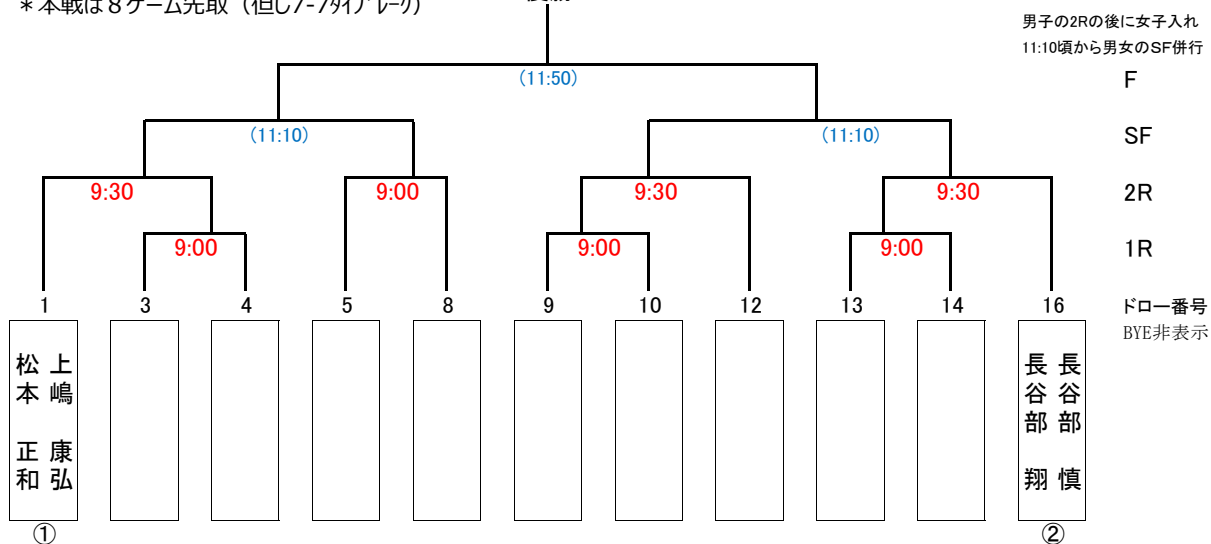 *本戦は8ゲーム先取（但し7-7ﾀｲﾌﾞﾚｰｸ）
男子の2Rの後に女子入れ
11:10頃から男女のSF併行
(11:50)
F
(11:10)
(11:10)
SF
9:30
9:00
9:30
9:30
2R
9:00
9:00
9:00
1R
1
3
4
5
8
9
10
12
13
14
16
ドロー番号
BYE非表示
上嶋 康弘
松本 正和
長谷部 慎
長谷部 翔
①
②